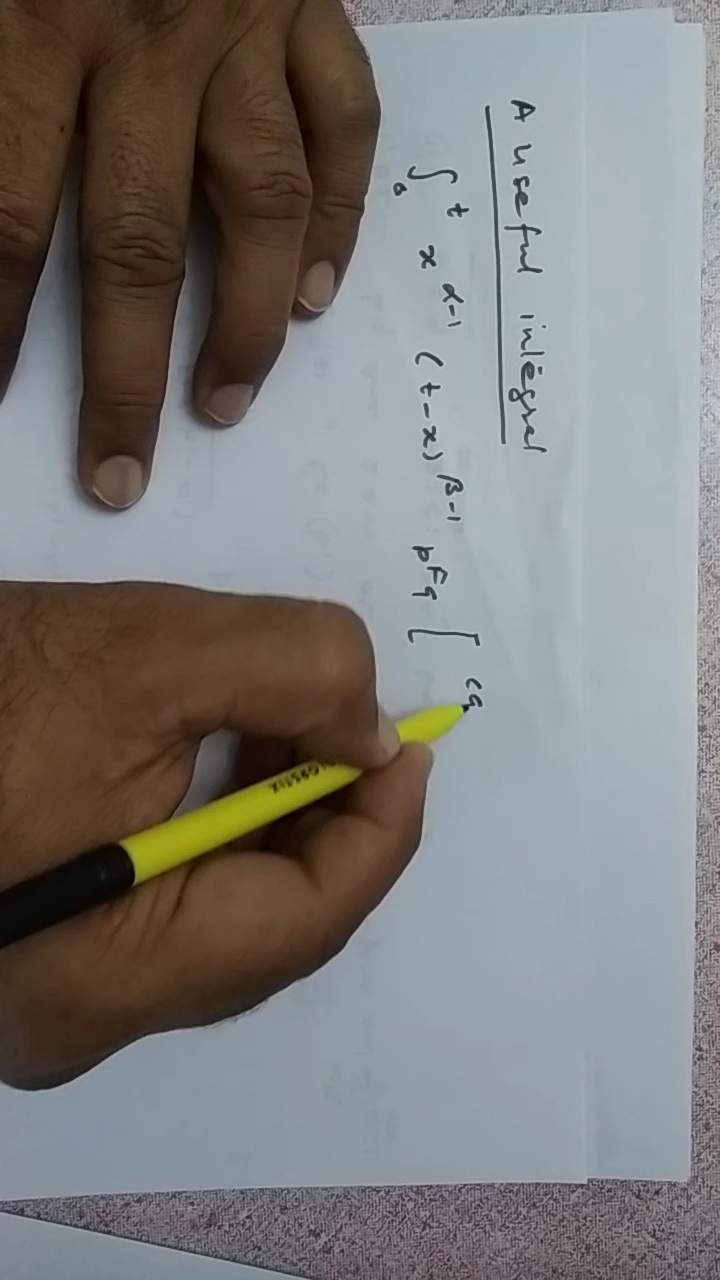 A useful integral
∫₀ᵗ x^{α-1} (t-x)^{β-1} pFq [ (a